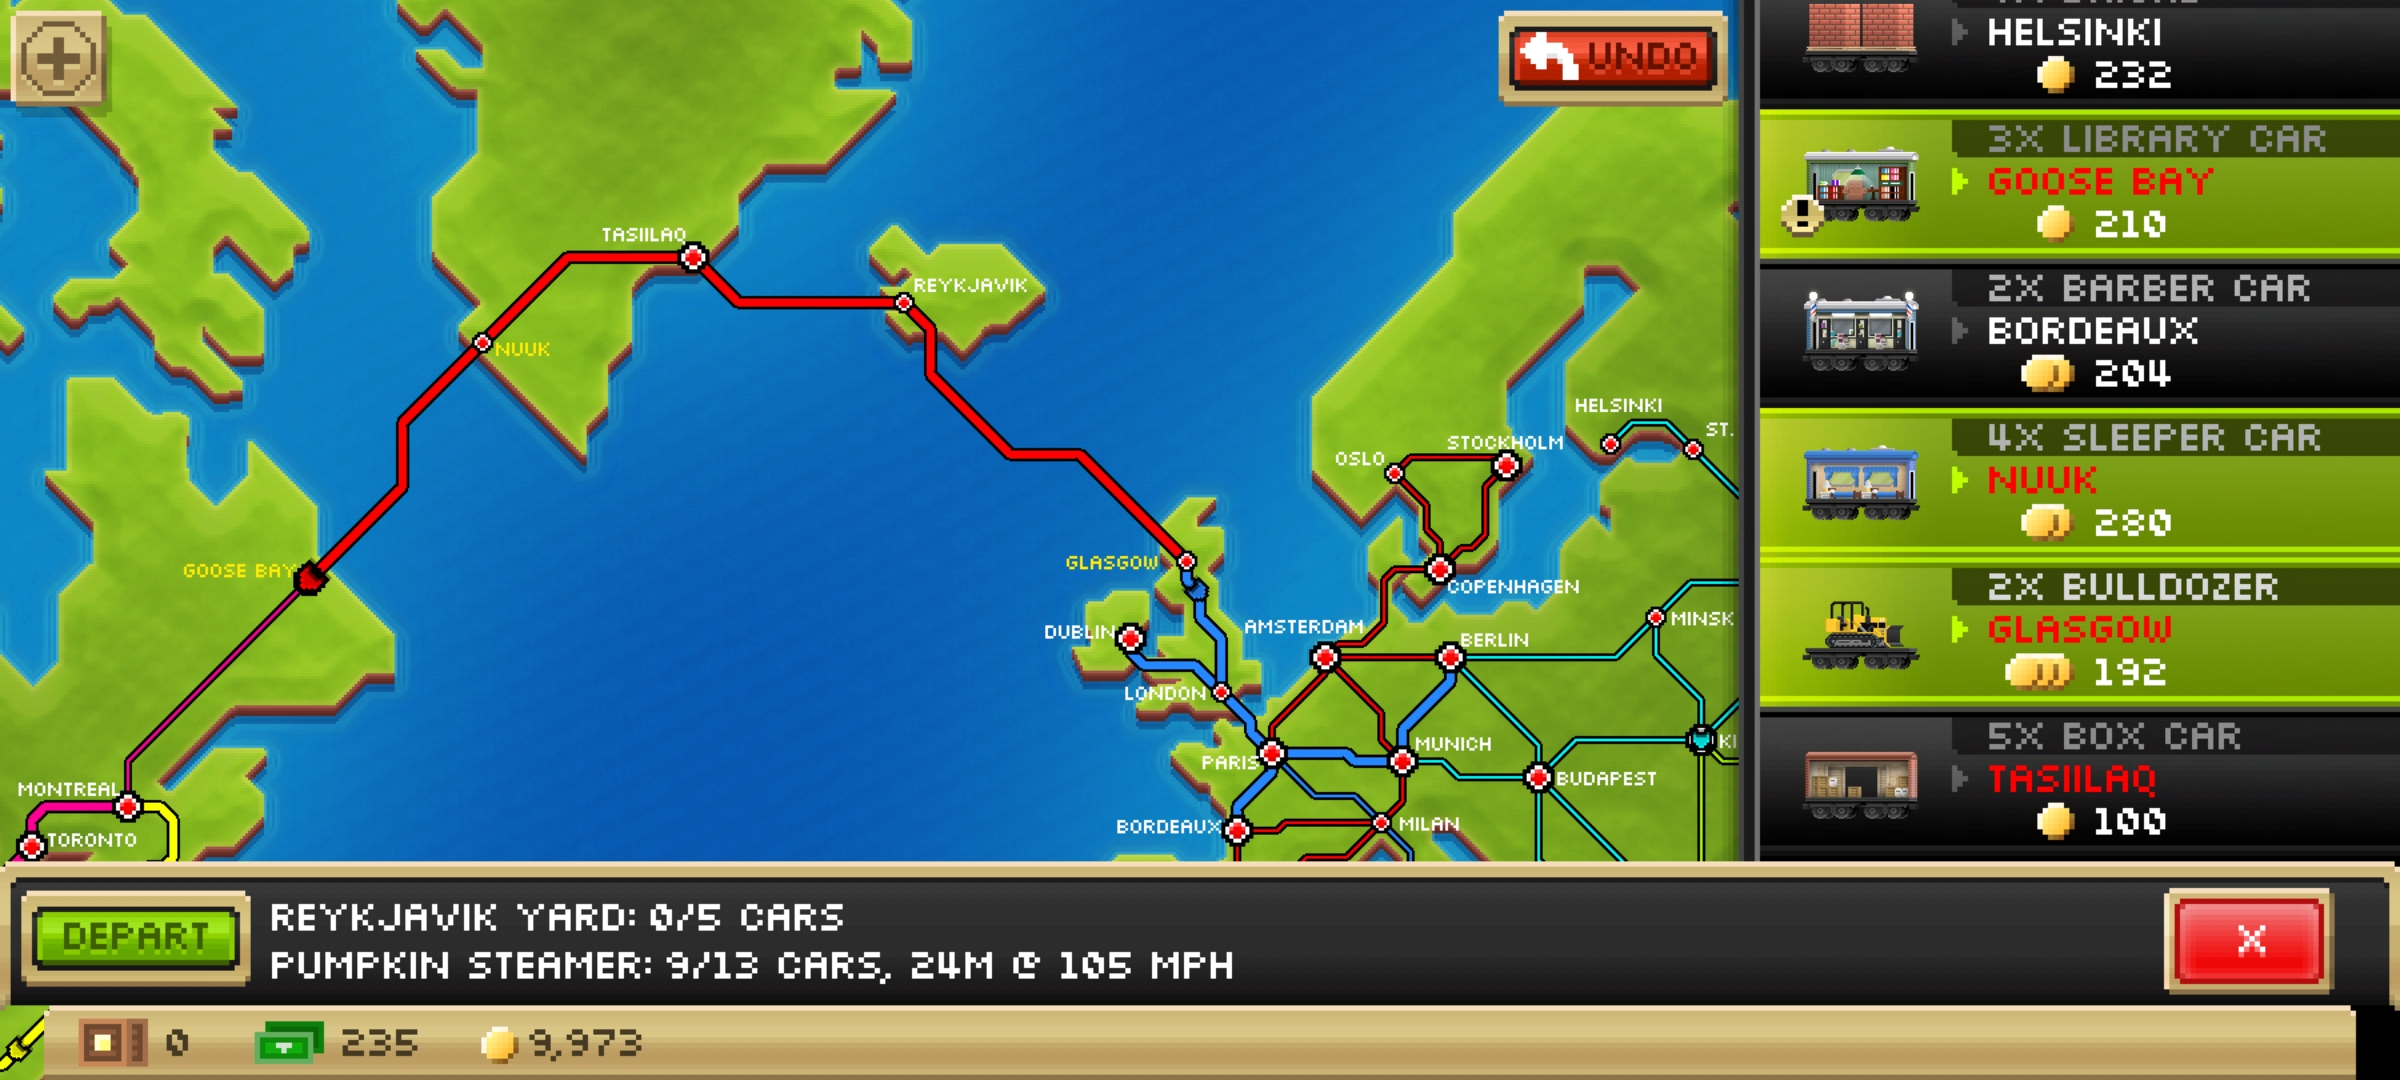 UNDO
HELSINKI
232
3X LIBRARY CAR
GOOSE BAY
210
2X BARBER CAR
BORDEAUX
204
4X SLEEPER CAR
NUUK
280
2X BULLDOZER
GLASGOW
192
5X BOX CAR
TASIILAQ
100
TASIILAQ
REYKJAVIK
NUUK
HELSINKI
ST.
STOCKHOLM
OSLO
GLASGOW
GOOSE BAY
COPENHAGEN
MINSK
AMSTERDAM
DUBLIN
BERLIN
LONDON
MUNICH
KI
PARIS
BUDAPEST
MONTREAL
BORDEAUX
MILAN
TORONTO
DEPART
REYKJAVIK YARD: 0/5 CARS
PUMPKIN STEAMER: 9/13 CARS, 24M @ 105 MPH
X
0
235
9,973